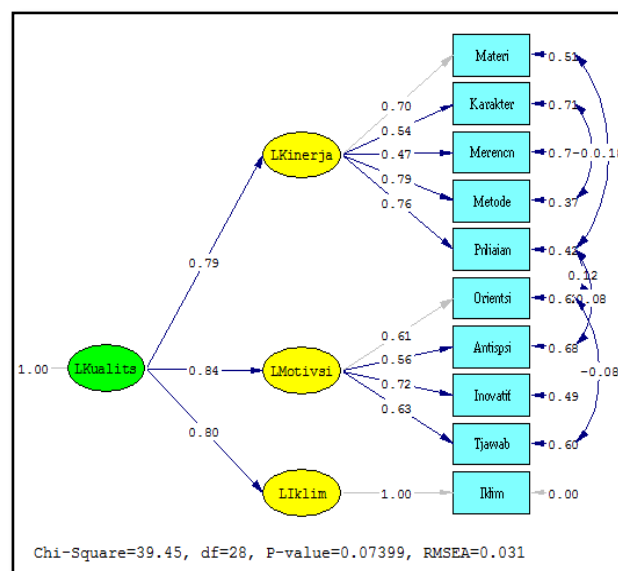 Materi 0.51
0.70
Karakter 0.71
0.54
LKinerja 0.47 Merencn
0.79
Metode 0.37
0.76
Pnliaian 0.42
0.79
0.12
Orientsi 0.08
0.61
Antispsi 0.68
0.56
1.00 LKualits 0.84 LMotivsi -0.08
0.72 Inovatif 0.49
0.63
0.80 Tjawab 0.60
LIklim 1.00 Iklim 0.00
Chi-Square=39.45, df=28, P-value=0.07399, RMSEA=0.031